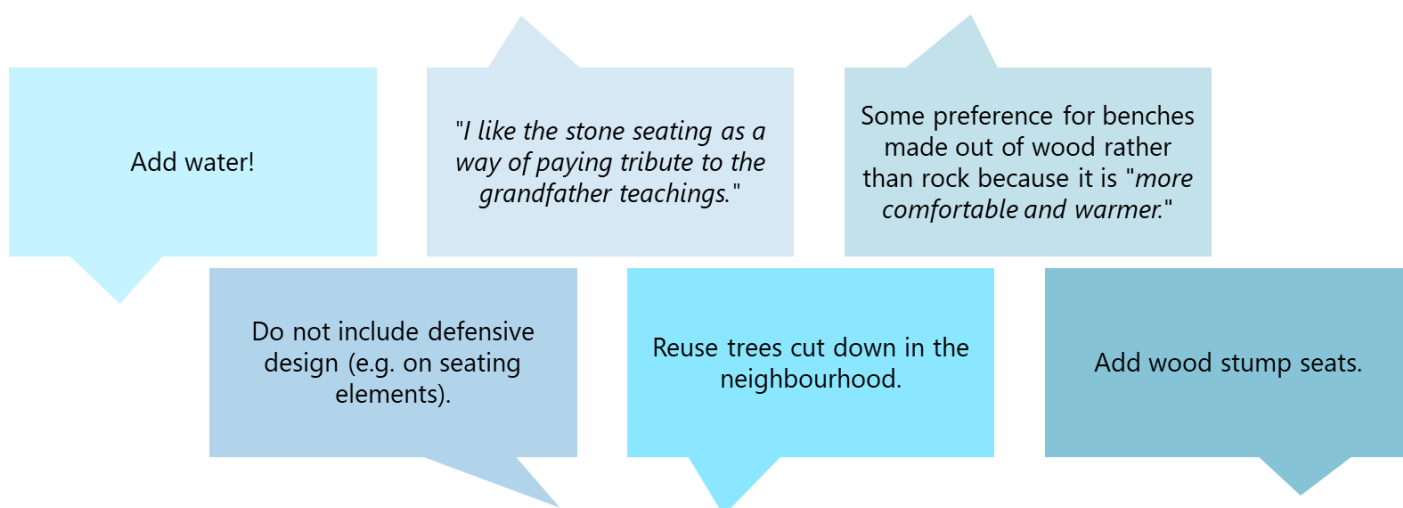 Add water!
"I like the stone seating as a
way of paying tribute to the
grandfather teachings."
Some preference for benches
made out of wood rather
than rock because it is "more
comfortable and warmer."
Do not include defensive
design (e.g. on seating
elements).
Reuse trees cut down in the
neighbourhood.
Add wood stump seats.